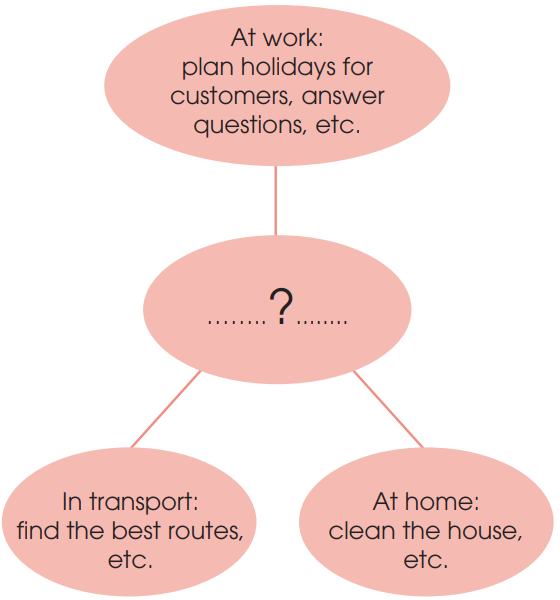 At work:
plan holidays for
customers, answer
questions, etc.
........?........
In transport:
find the best routes,
etc.
At home:
clean the house,
etc.